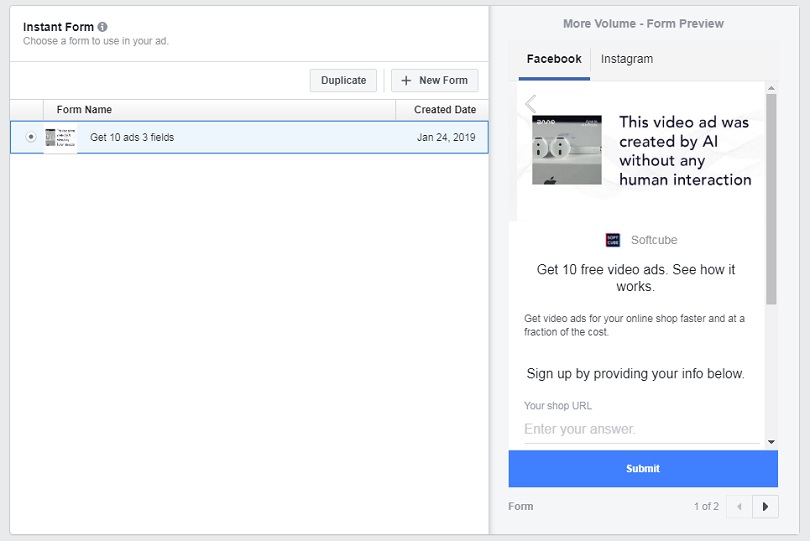 Instant Form
Choose a form to use in your ad.
Duplicate
+ New Form
Form Name
Created Date
Get 10 ads 3 fields
Jan 24, 2019
More Volume - Form Preview
Facebook
Instagram
This video ad was
created by AI
without any
human interaction
SOFT
CUBE
Softcube
Get 10 free video ads. See how it
works.
Get video ads for your online shop faster and at a
fraction of the cost.
Sign up by providing your info below.
Your shop URL
Enter your answer.
Submit
Form
1 of 2